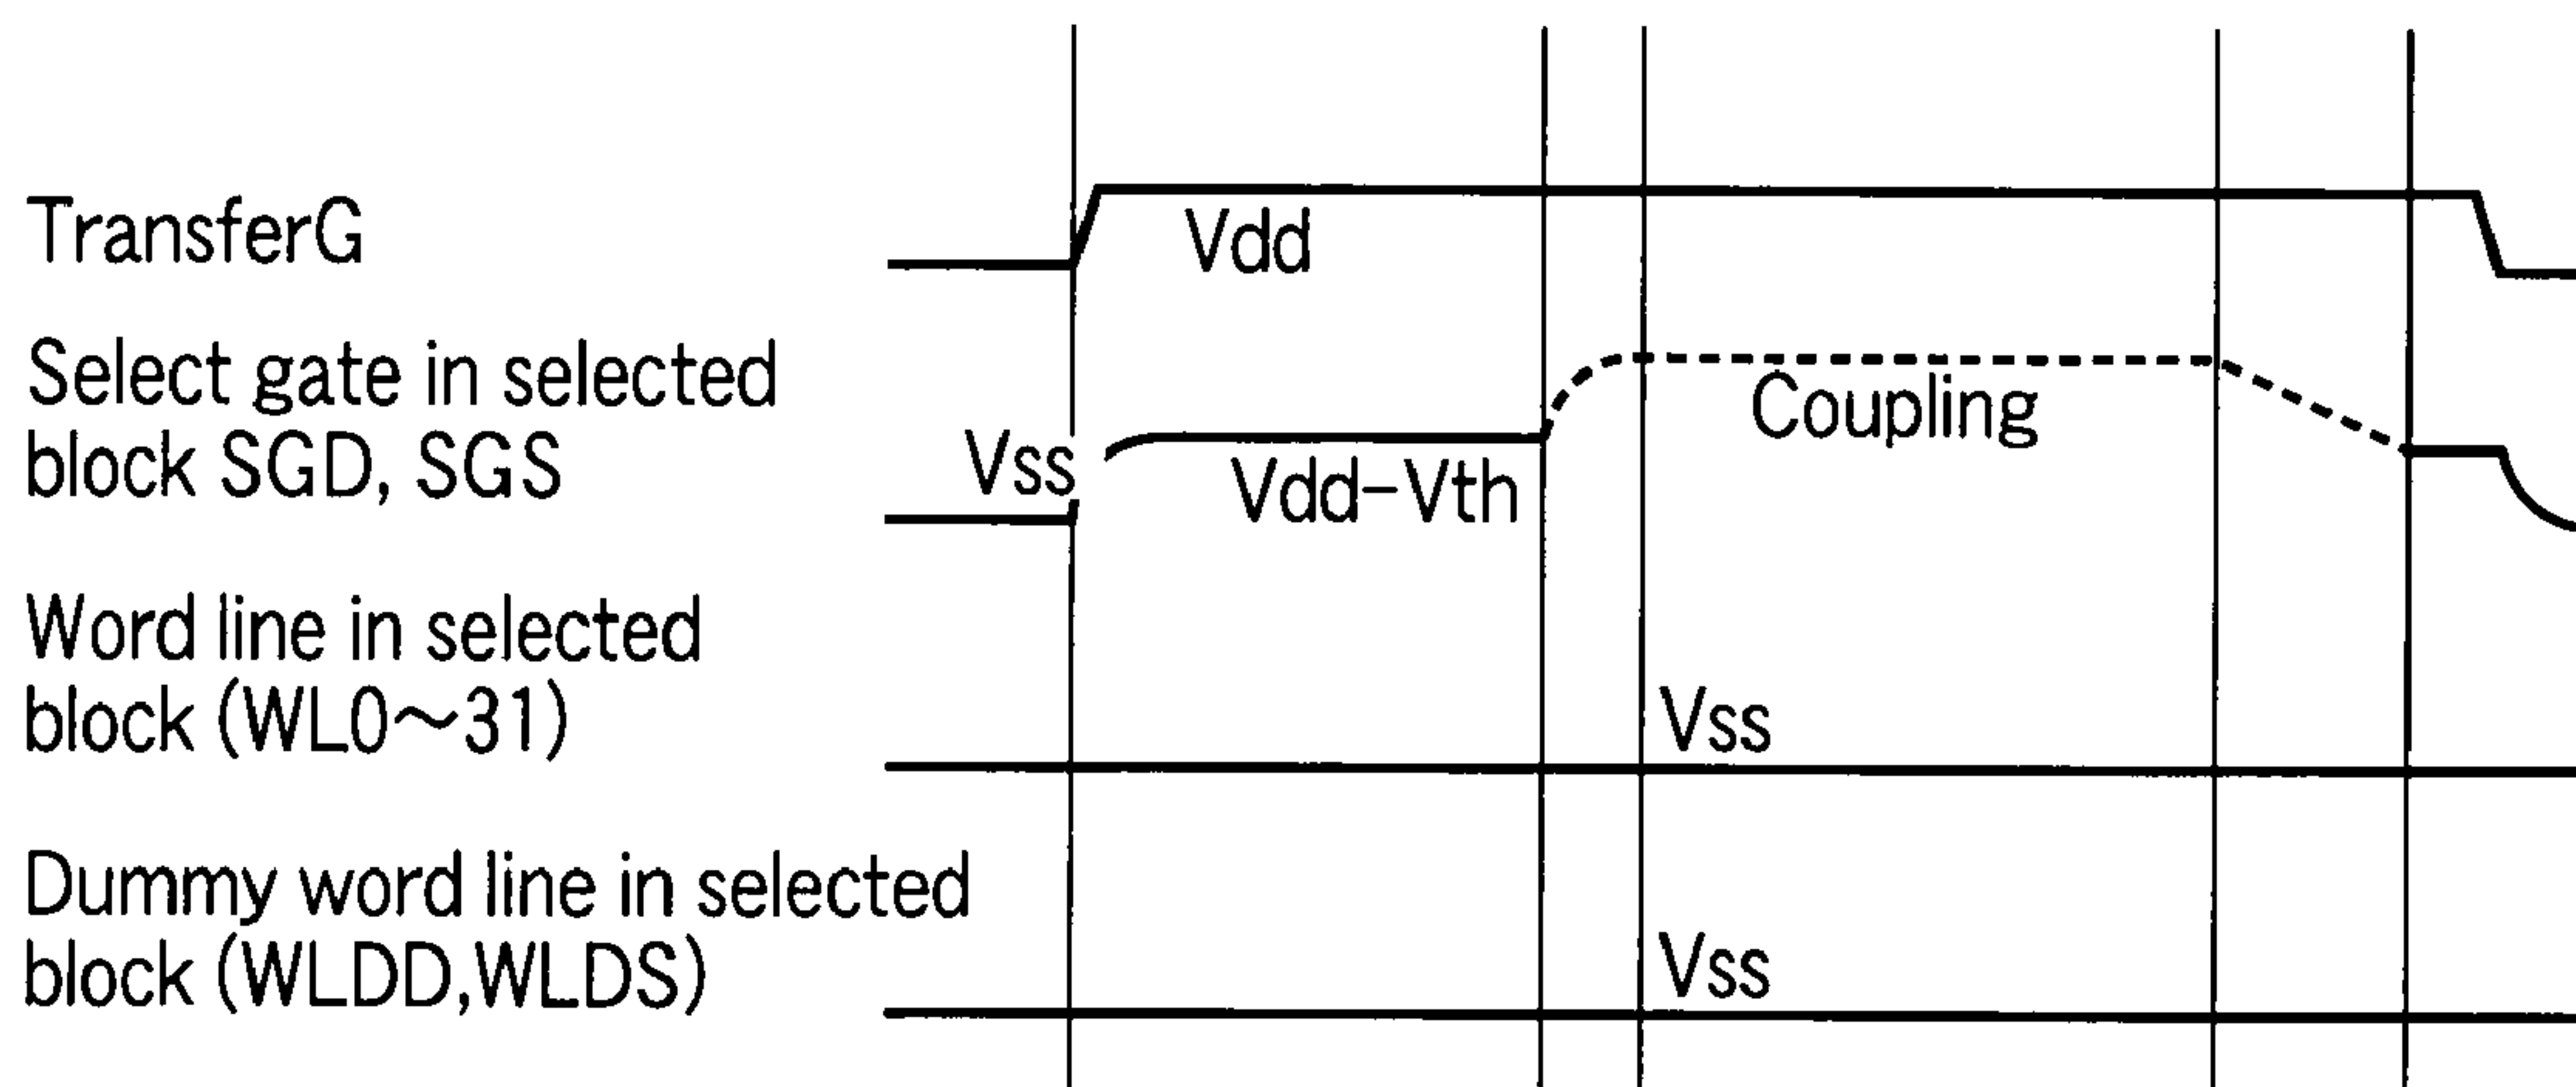 TransferG
Vdd
Select gate in selected
block SGD, SGS
Vss
Vdd-Vth
Coupling
Word line in selected
block (WL0～31)
Vss
Dummy word line in selected
block (WLDD,WLDS)
Vss